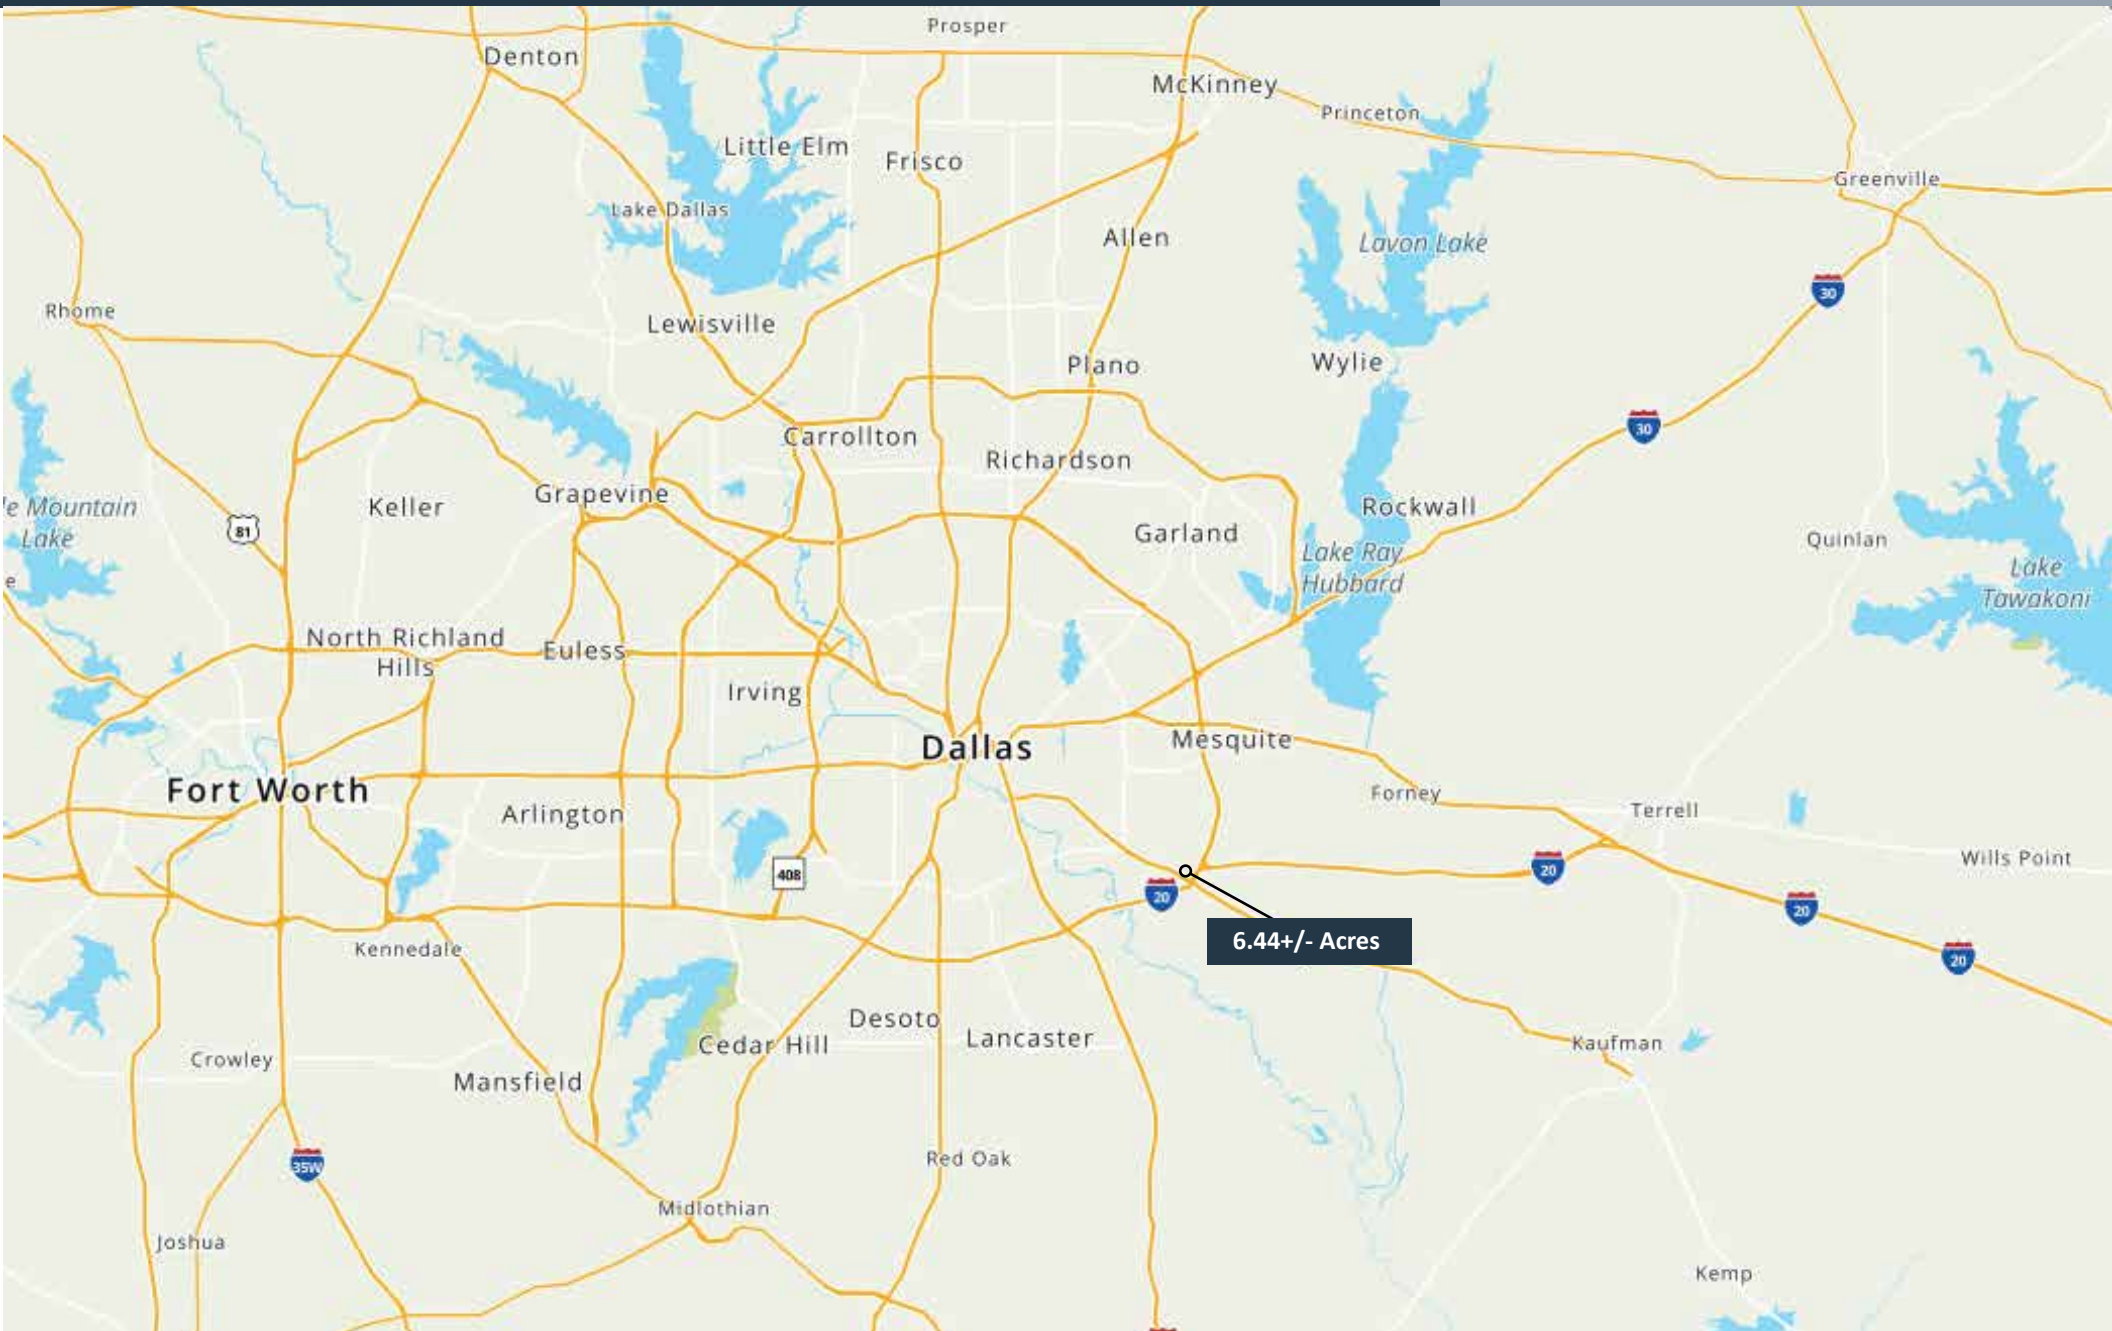 Prosper
Denton
McKinney
Princeton
Little Elm
Frisco
Greenville
Lake Dallas
Allen
Lavon Lake
30
Rhome
Lewisville
Plano
Wylie
30
Carrollton
Richardson
Grapevine
Keller
le Mountain
Lake
Rockwall
81
Garland
Quinlan
Lake Ray
Hubbard
Lake
Tawakoni
e
North Richland
Hills
Euless
Irving
Dallas
Mesquite
Fort Worth
Forney
Arlington
Terrell
Wills Point
408
20
20
20
6.44+/- Acres
Kennedale
20
Desoto
Lancaster
Cedar Hill
Kaufman
Crowley
Mansfield
Red Oak
35W
Midlothian
Joshua
Kemp